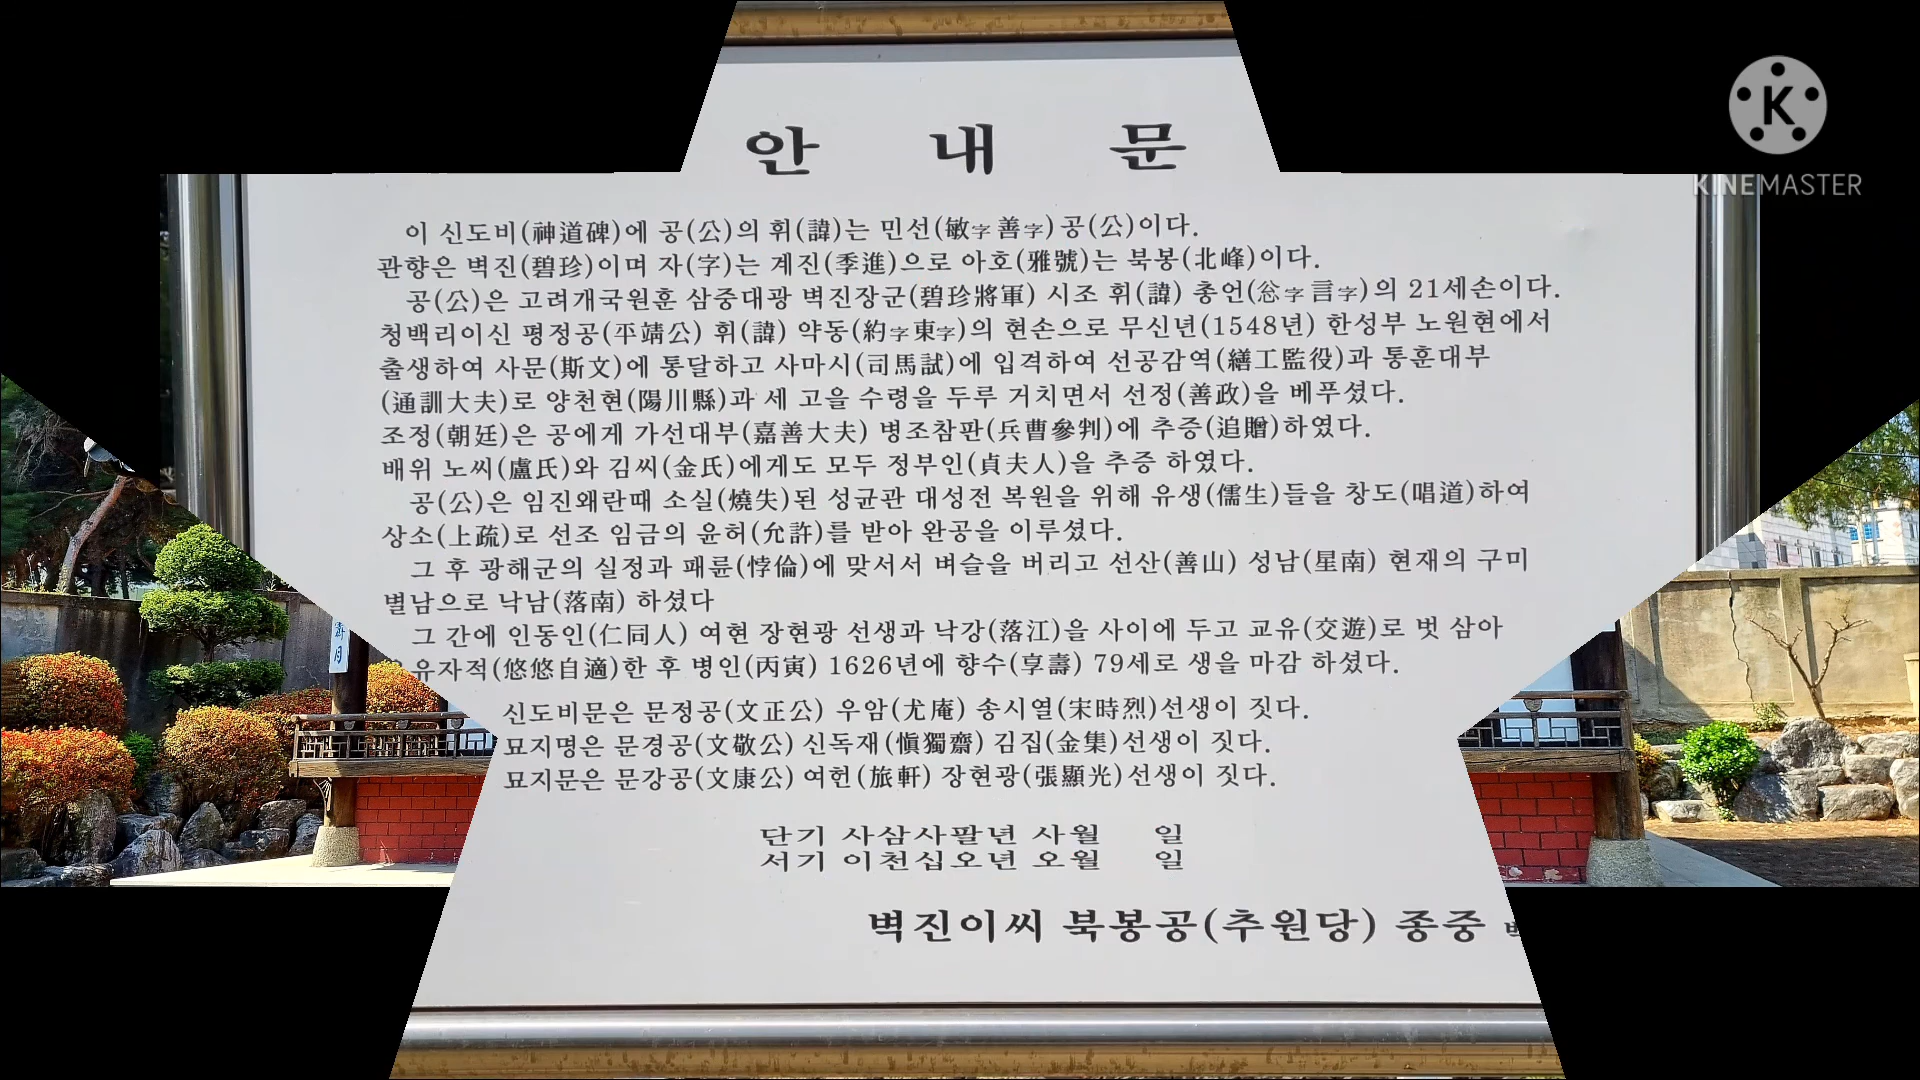 안 내 문
KINEMASTER
이 신도비(神道碑)에 공(公)의 휘(諱)는 민선(敏字善字)공(公)이다.
관향은 벽진(碧珍)이며 자(字)는 계진(季進)으로 아호(雅號)는 북봉(北峰)이다.
공(公)은 고려개국원훈 삼중대광 벽진장군(碧珍將軍) 시조 휘(諱) 총언(忩字言字)의 21세손이다.
청백리이신 평정공(平靖公) 휘(諱) 약동(約字東字)의 현손으로 무신년(1548년) 한성부 노원현에서
출생하여 사문(斯文)에 통달하고 사마시(司馬試)에 입격하여 선공감역(繕工監役)과 통훈대부
(通訓大夫)로 양천현(陽川縣)과 세 고을 수령을 두루 거치면서 선정(善政)을 베푸셨다.
조정(朝廷)은 공에게 가선대부(嘉善大夫) 병조참판(兵曹參判)에 추증(追贈)하였다.
배위 노씨(盧氏)와 김씨(金氏)에게도 모두 정부인(貞夫人)을 추증 하였다.
공(公)은 임진왜란때 소실(燒失)된 성균관 대성전 복원을 위해 유생(儒生)들을 창도(唱道)하여
상소(上疏)로 선조 임금의 윤허(允許)를 받아 완공을 이루셨다.
그 후 광해군의 실정과 패륜(悖倫)에 맞서서 벼슬을 버리고 선산(善山) 성남(星南) 현재의 구미
별남으로 낙남(落南) 하셨다
그 간에 인동인(仁同人) 여현 장현광 선생과 낙강(落江)을 사이에 두고 교유(交遊)로 벗 삼아
유자적(悠悠自適)한 후 병인(丙寅) 1626년에 향수(享壽) 79세로 생을 마감 하셨다.
신도비문은 문정공(文正公) 우암(尤庵) 송시열(宋時烈)선생이 짓다.
묘지명은 문경공(文敬公) 신독재(愼獨齋) 김집(金集)선생이 짓다.
묘지문은 문강공(文康公) 여헌(旅軒) 장현광(張顯光)선생이 짓다.
단기 사삼사팔년 사월 일
서기 이천십오년 오월 일
벽진이씨 북봉공(추원당) 종중
月